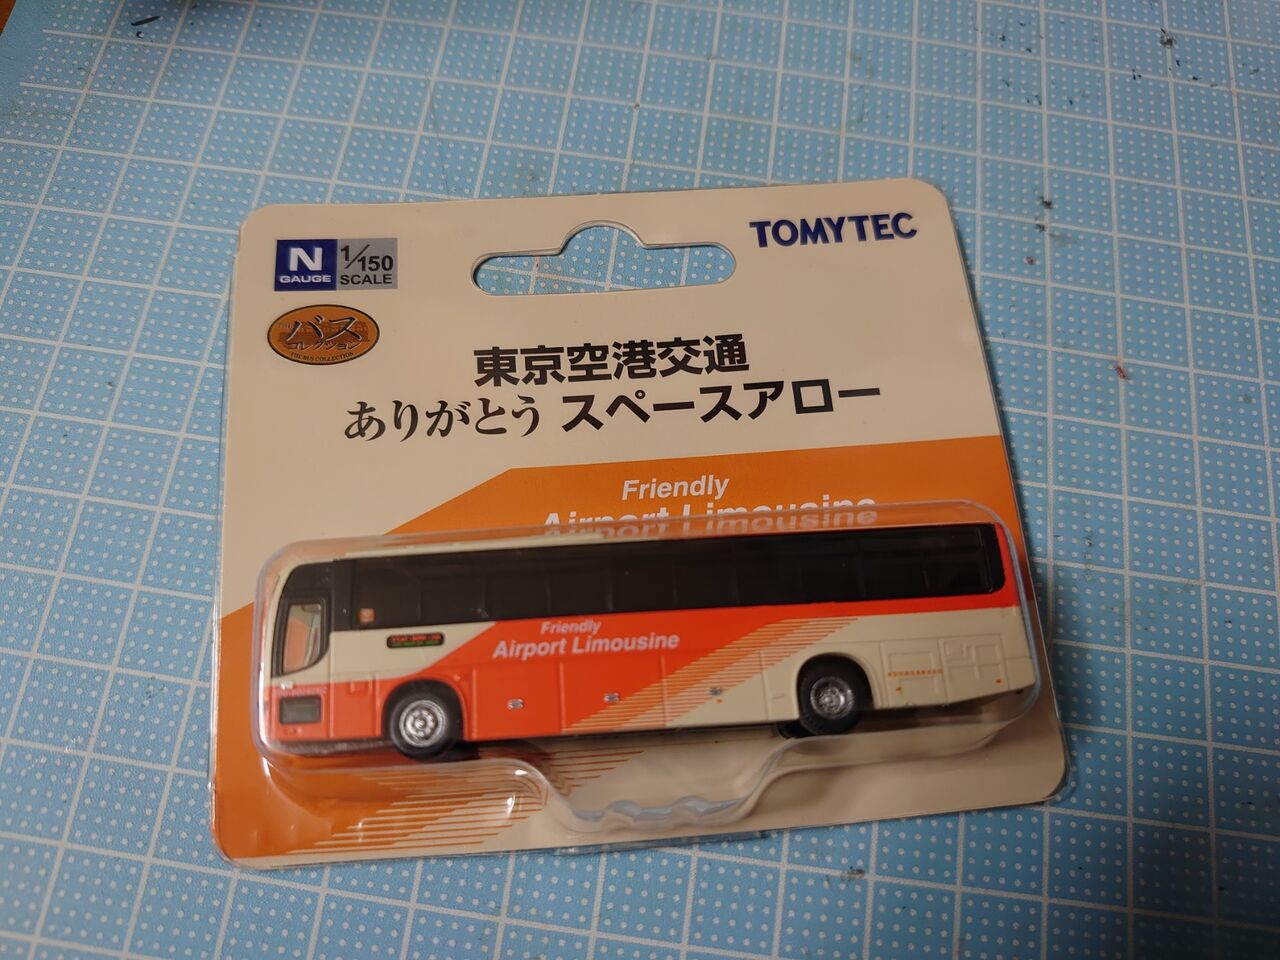 N
GAUGE
1/150
SCALE
TOMYTEC
バス
コレクション
THE BUS COLLECTION
東京空港交通
ありがとう スペースアロー
Friendly
Airport Limousine
Friendly
Airport Limousine